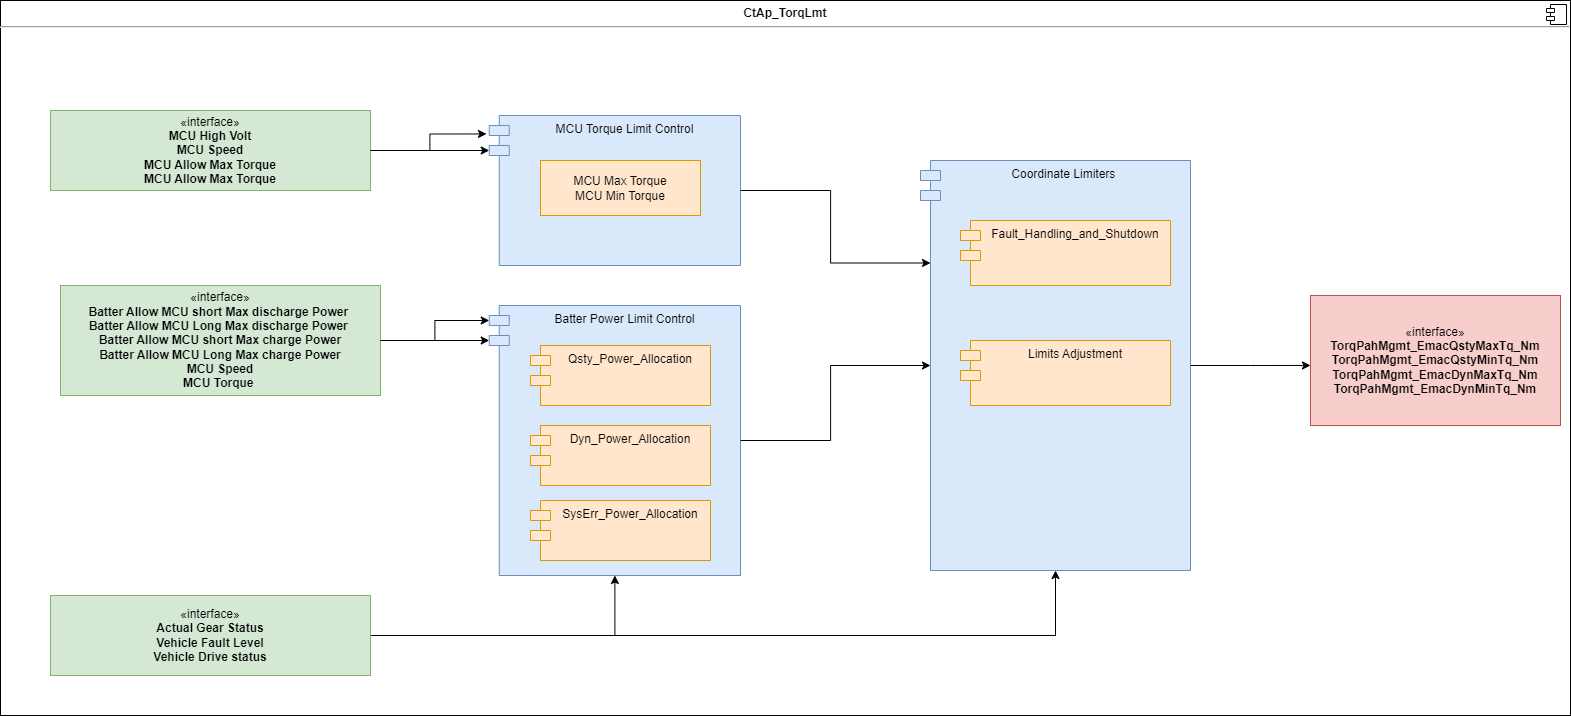 CtAp_TorqLmt
«interface»
MCU High Volt
MCU Speed
MCU Allow Max Torque
MCU Allow Max Torque
MCU Torque Limit Control
MCU Max Torque
MCU Min Torque
Coordinate Limiters
Fault_Handling_and_Shutdown
Limits Adjustment
«interface»
Batter Allow MCU short Max discharge Power
Batter Allow MCU Long Max discharge Power
Batter Allow MCU short Max charge Power
Batter Allow MCU Long Max charge Power
MCU Speed
MCU Torque
Batter Power Limit Control
Qsty_Power_Allocation
Dyn_Power_Allocation
SysErr_Power_Allocation
«interface»
TorqPahMgmt_EmacQstyMaxTq_Nm
TorqPahMgmt_EmacQstyMinTq_Nm
TorqPahMgmt_EmacDynMaxTq_Nm
TorqPahMgmt_EmacDynMinTq_Nm
«interface»
Actual Gear Status
Vehicle Fault Level
Vehicle Drive status